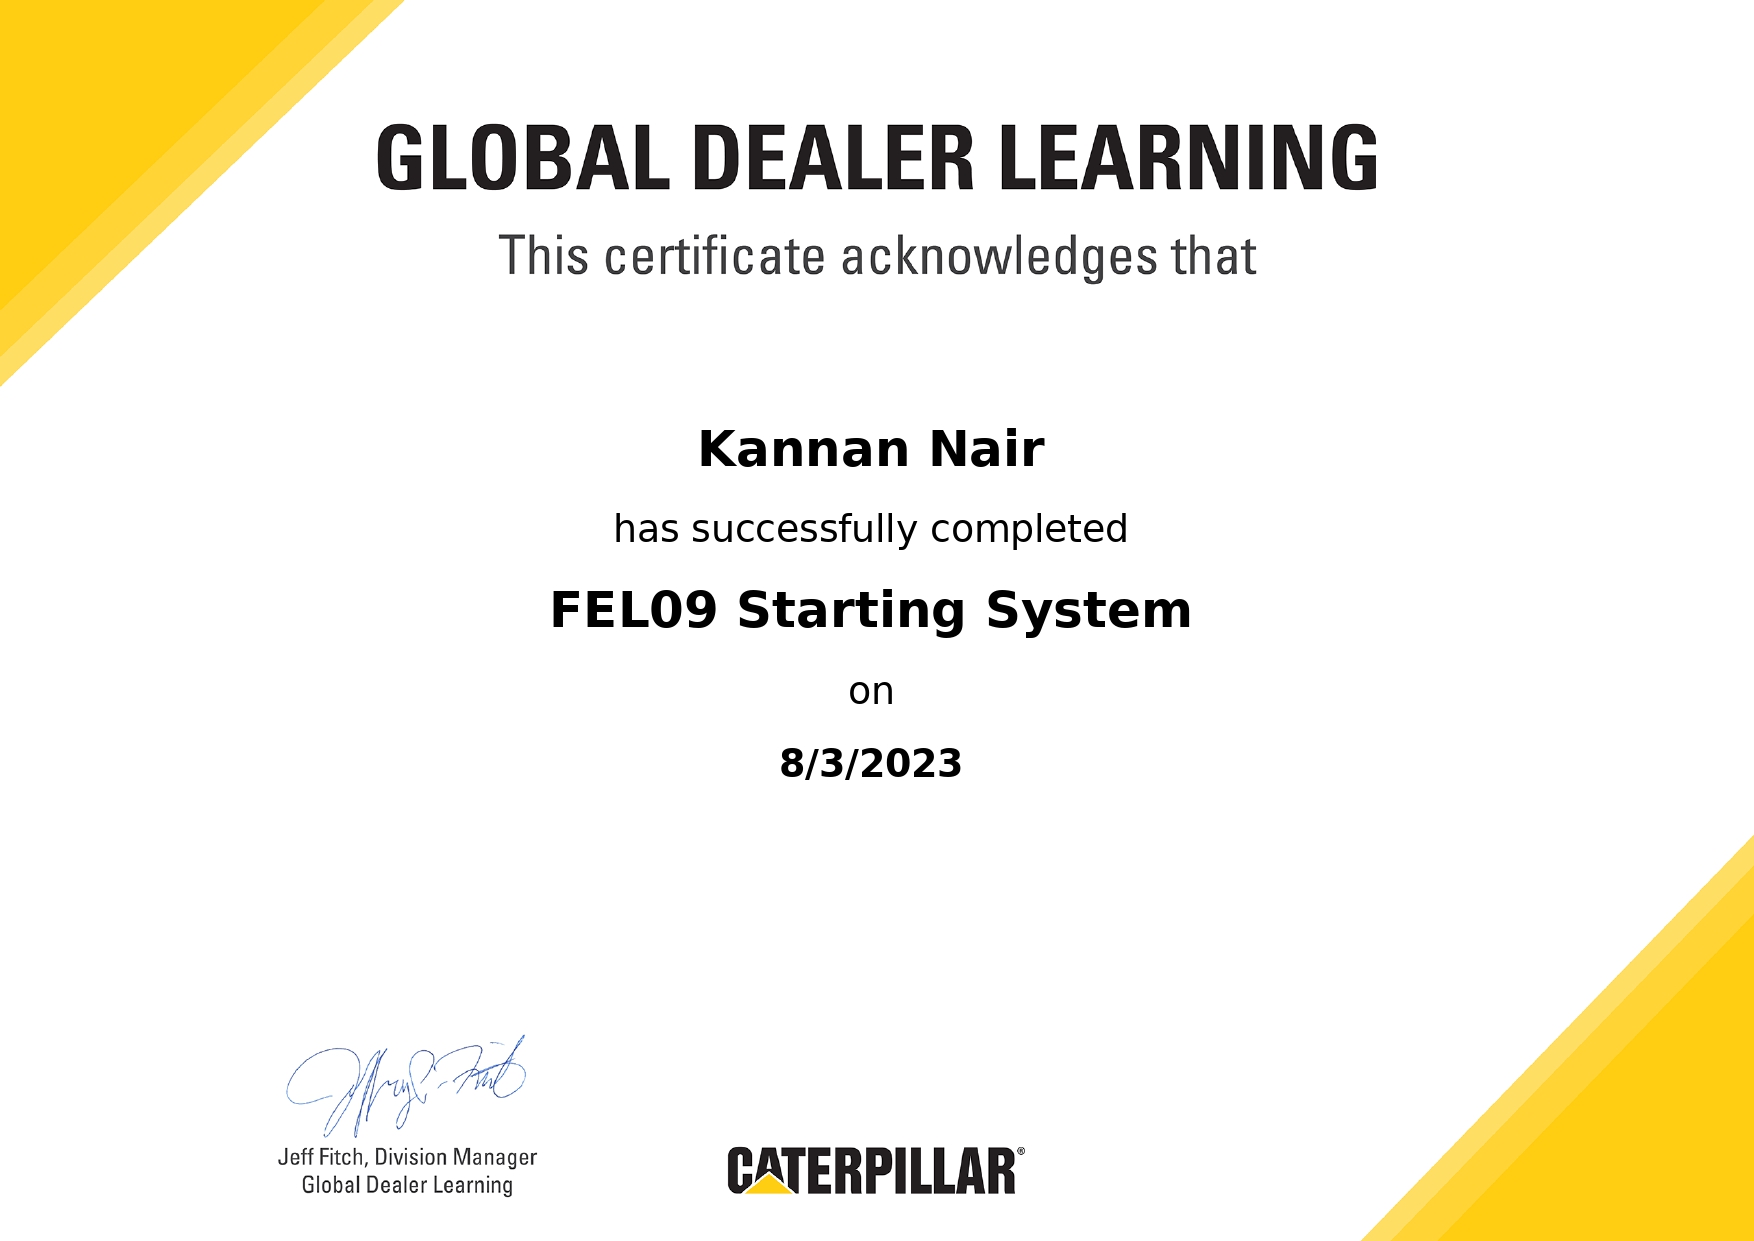 GLOBAL DEALER LEARNING
This certificate acknowledges that
Kannan Nair
has successfully completed
FEL09 Starting System
on
8/3/2023
Jeff Fitch, Division Manager
Global Dealer Learning
CATERPILLAR®